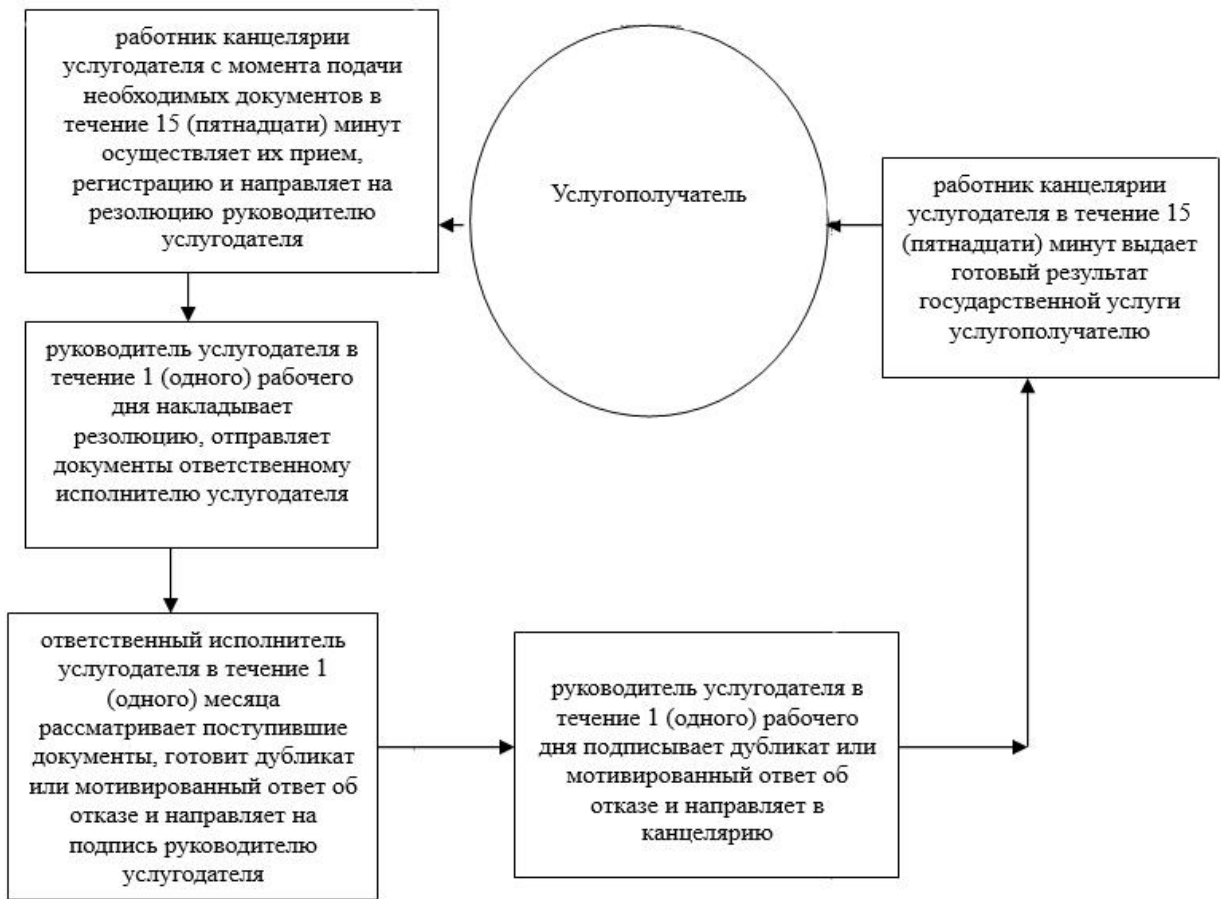 работник канцелярии
услугодателя с момента подачи
необходимых документов в
течение 15 (пятнадцати) минут
осуществляет их прием,
регистрацию и направляет на
резолюцию руководителю
услугодателя
Услугополучатель
работник канцелярии
услугодателя в течение 15
(пятнадцати) минут выдает
готовый результат
государственной услуги
услугополучателю
руководитель услугодателя в
течение 1 (одного) рабочего
дня накладывает
резолюцию, отправляет
документы ответственному
исполнителю услугодателя
ответственный исполнитель
услугодателя в течение 1
(одного) месяца
рассматривает поступившие
документы, готовит дубликат
или мотивированный ответ об
отказе и направляет на
подпись руководителю
услугодателя
руководитель услугодателя в
течение 1 (одного) рабочего
дня подписывает дубликат или
мотивированный ответ об
отказе и направляет в
канцелярию